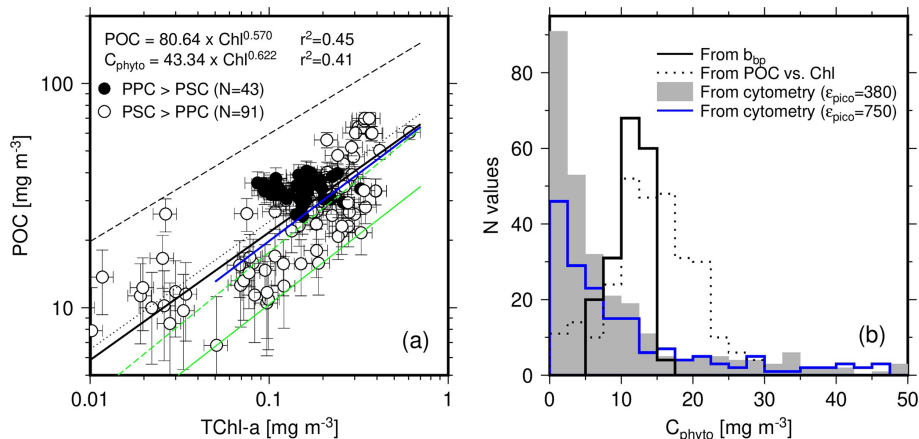 POC = 80.64 x Chl^0.570 r²=0.45
C_phyto = 43.34 x Chl^0.622 r²=0.41
PPC > PSC (N=43)
PSC > PPC (N=91)
100
10
POC [mg m⁻³]
(a)
0.01 0.1 1
TChl-a [mg m⁻³]
From b_bp
From POC vs. Chl
From cytometry (ε_pico=380)
From cytometry (ε_pico=750)
80
60
40
20
0
N values
(b)
0 10 20 30 40 50
C_phyto [mg m⁻³]